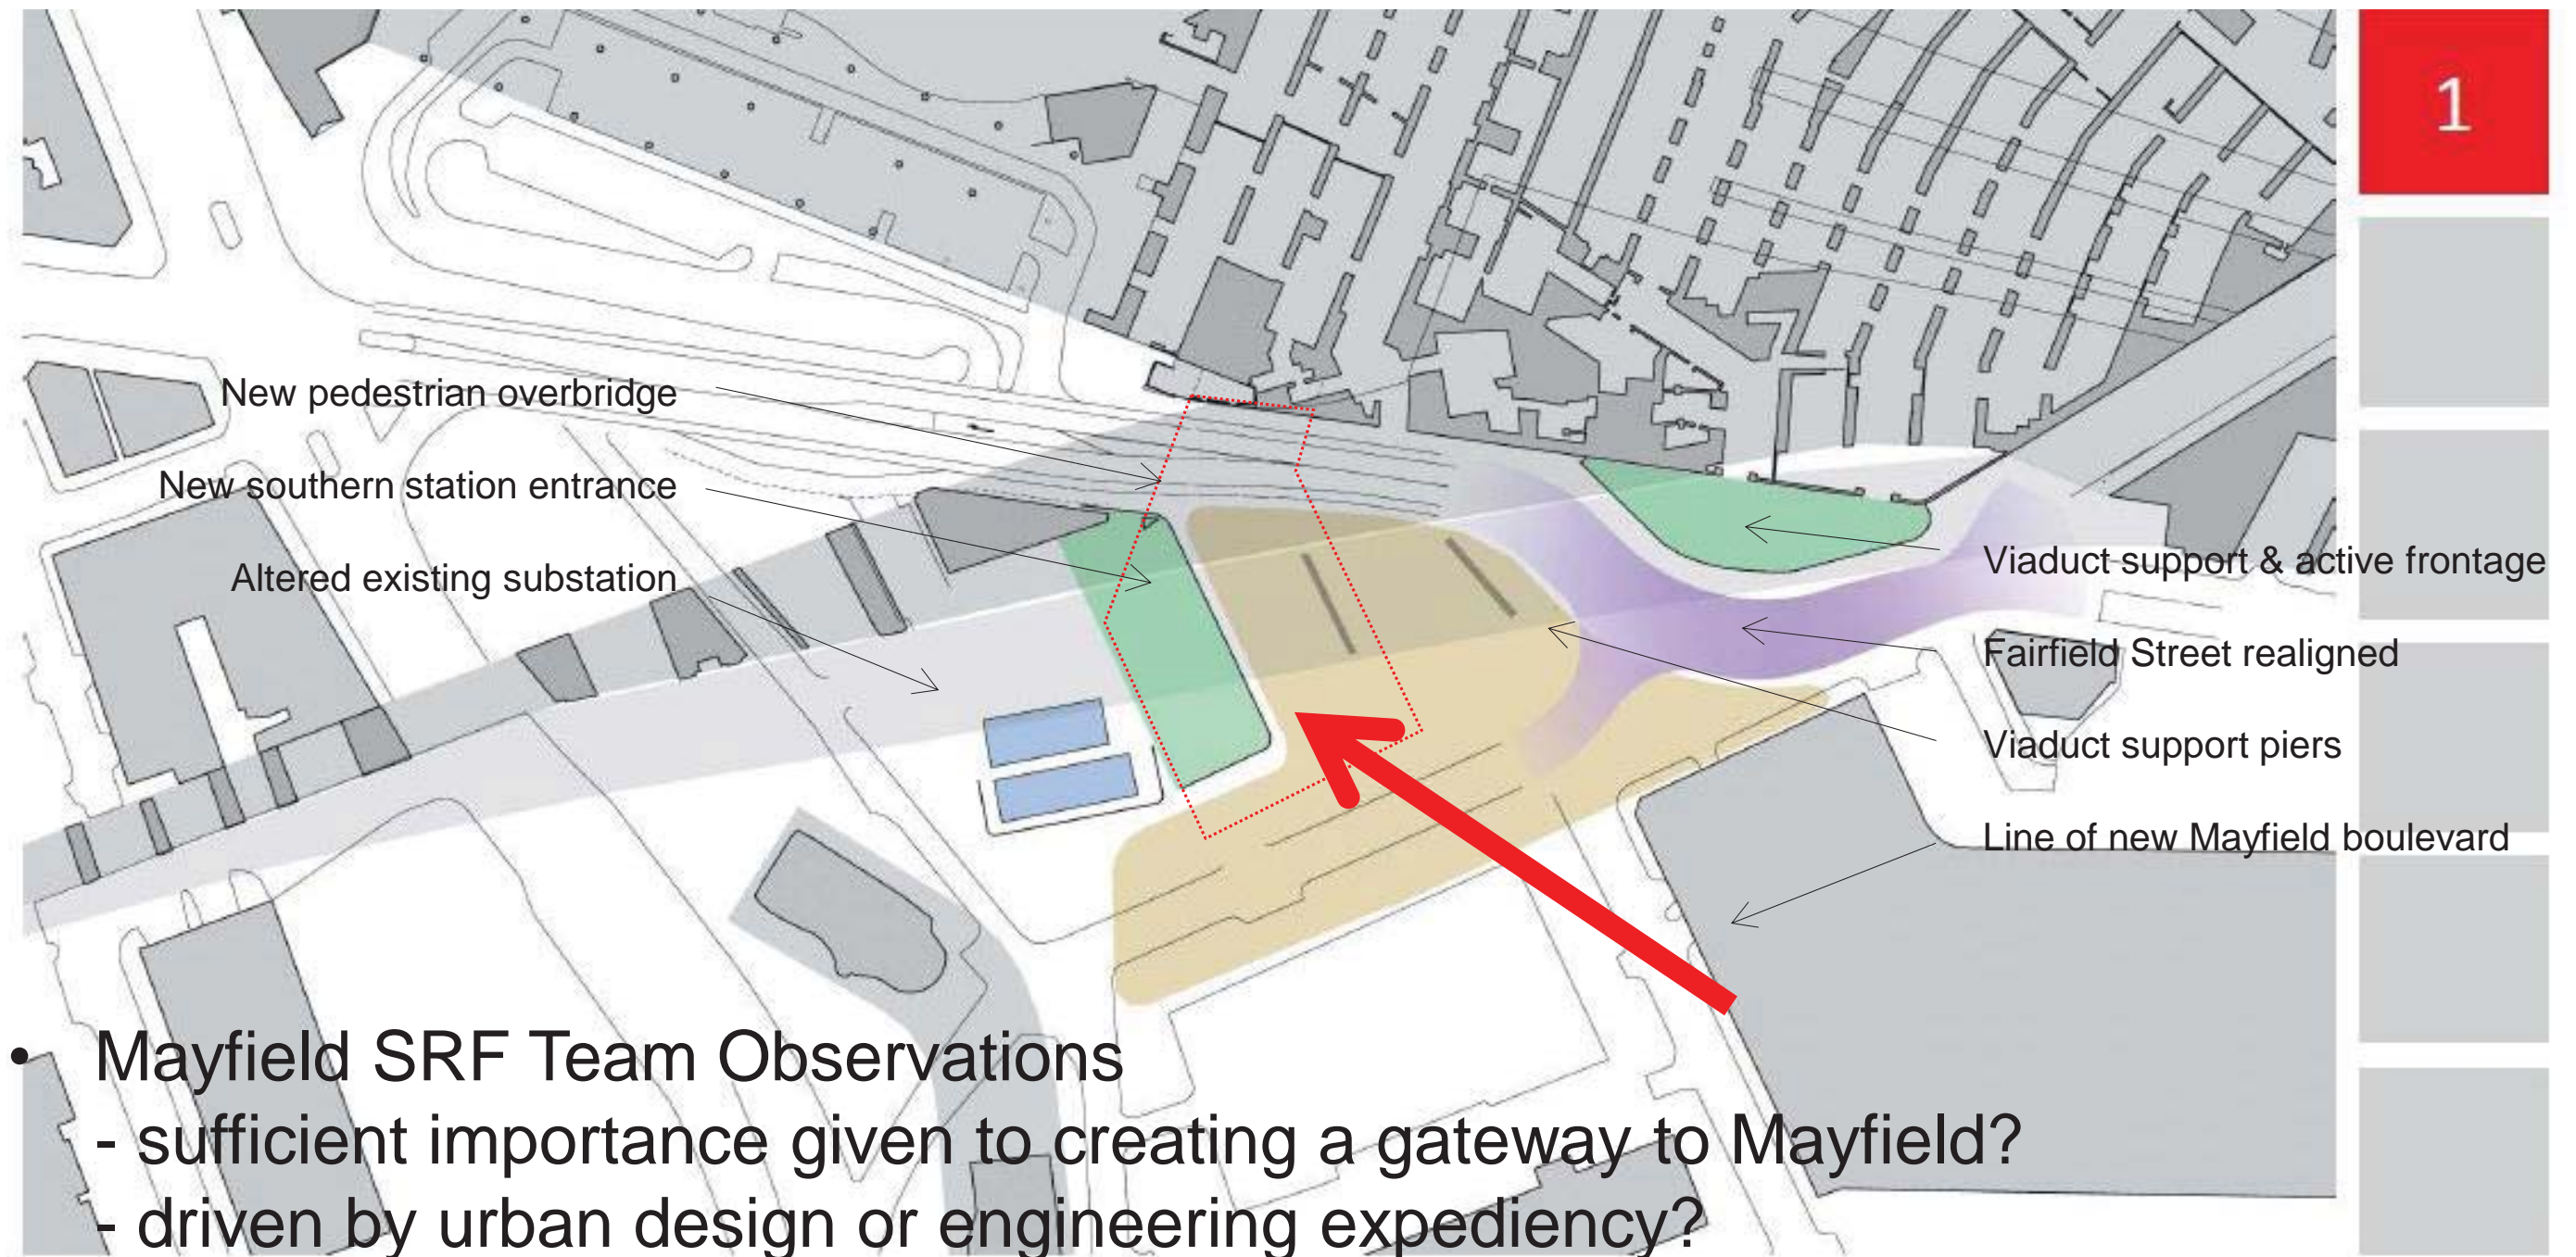 1
New pedestrian overbridge
New southern station entrance
Altered existing substation
Viaduct support & active frontage
Fairfield Street realigned
Viaduct support piers
Line of new Mayfield boulevard
• Mayfield SRF Team Observations
- sufficient importance given to creating a gateway to Mayfield?
- driven by urban design or engineering expediency?